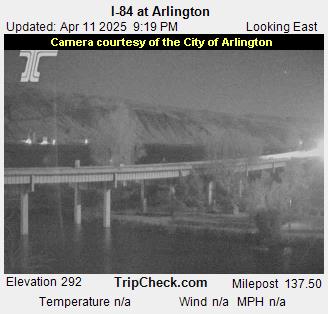 I-84 at Arlington
Updated: Apr 11 2025 9:19 PM Looking East
Camera courtesy of the City of Arlington
Elevation 292 TripCheck.com Milepost 137.50
Temperature n/a Wind n/a MPH n/a